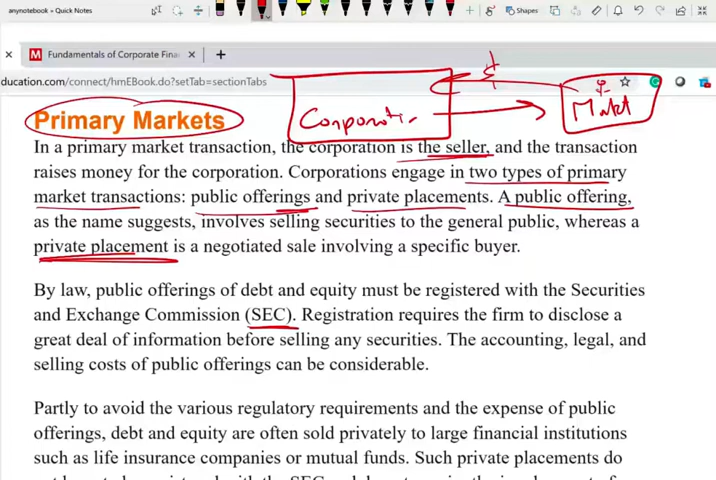 anynotebook » Quick Notes
Shapes
Fundamentals of Corporate Finan
ducation.com/connect/hmEBook.do?setTab=sectionTabs
$
Market
Primary Markets
In a primary market transaction, the corporation is the seller, and the transaction
raises money for the corporation. Corporations engage in two types of primary
market transactions: public offerings and private placements. A public offering,
as the name suggests, involves selling securities to the general public, whereas a
private placement is a negotiated sale involving a specific buyer.
By law, public offerings of debt and equity must be registered with the Securities
and Exchange Commission (SEC). Registration requires the firm to disclose a
great deal of information before selling any securities. The accounting, legal, and
selling costs of public offerings can be considerable.
Partly to avoid the various regulatory requirements and the expense of public
offerings, debt and equity are often sold privately to large financial institutions
such as life insurance companies or mutual funds. Such private placements do